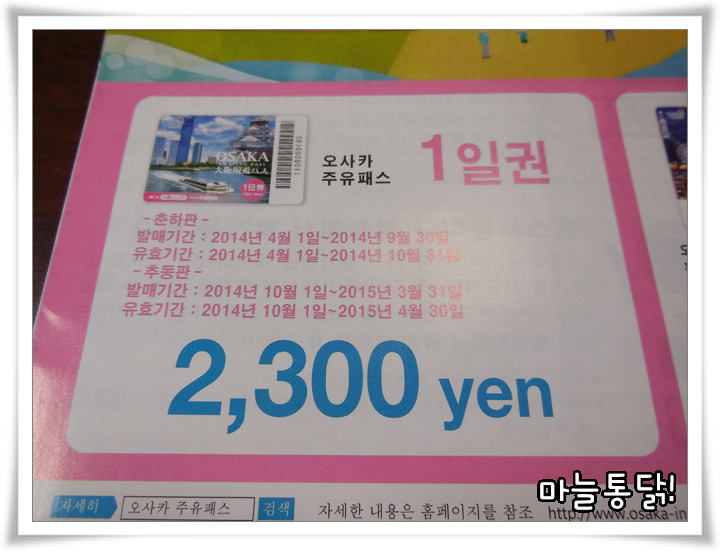 OSAKA
大阪周遊パス
1日券
오사카
주유패스
1일권
- 춘하판 -
발매기간 : 2014년 4월 1일~2014년 9월 30일
유효기간 : 2014년 4월 1일~2014년 10월 31일
- 추동판 -
발매기간 : 2014년 10월 1일~2015년 3월 31일
유효기간 : 2014년 10월 1일~2015년 4월 30일
2,300 yen
자세히 오사카 주유패스 검색 자세한 내용은 홈페이지를 참조 http://www.osaka-in
마늘통닭!